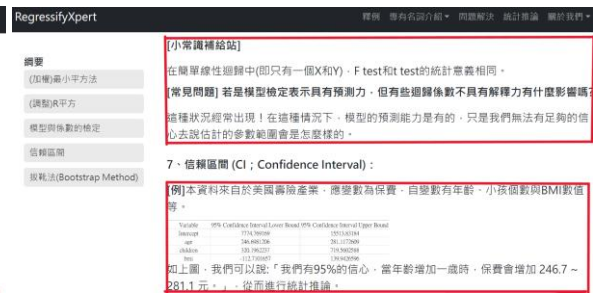 RegressifyXpert
釋例 專有名詞介紹 問題解決 統計推論 關於我們
綱要
(加權)最小平方法
(調整)R平方
模型與係數的檢定
信賴區間
拔靴法(Bootstrap Method)
[小常識補給站]
在簡單線性迴歸中(即只有一個X和Y)，F test和t test的統計意義相同。
[常見問題] 若是模型檢定表示具有預測力，但有些迴歸係數不具有解釋力有什麼影響嗎?
這種狀況經常出現！在這種情況下，模型的預測能力是有的，只是我們無法有足夠的信
心去說估計的參數範圍會是怎麼樣的。
7、信賴區間 (CI；Confidence Interval)：
[例]本資料來自於美國壽險產業，應變數為保費，自變數有年齡、小孩個數與BMI數值
等。
Variable 95% Confidence Interval Lower Bound 95% Confidence Interval Upper Bound
Intercept
age 246.6981206 281.1172609
children
bmi
如上圖，我們可以說:「我們有95%的信心，當年齡增加一歲時，保費會增加 246.7 ~
281.1 元。」，從而進行統計推論。